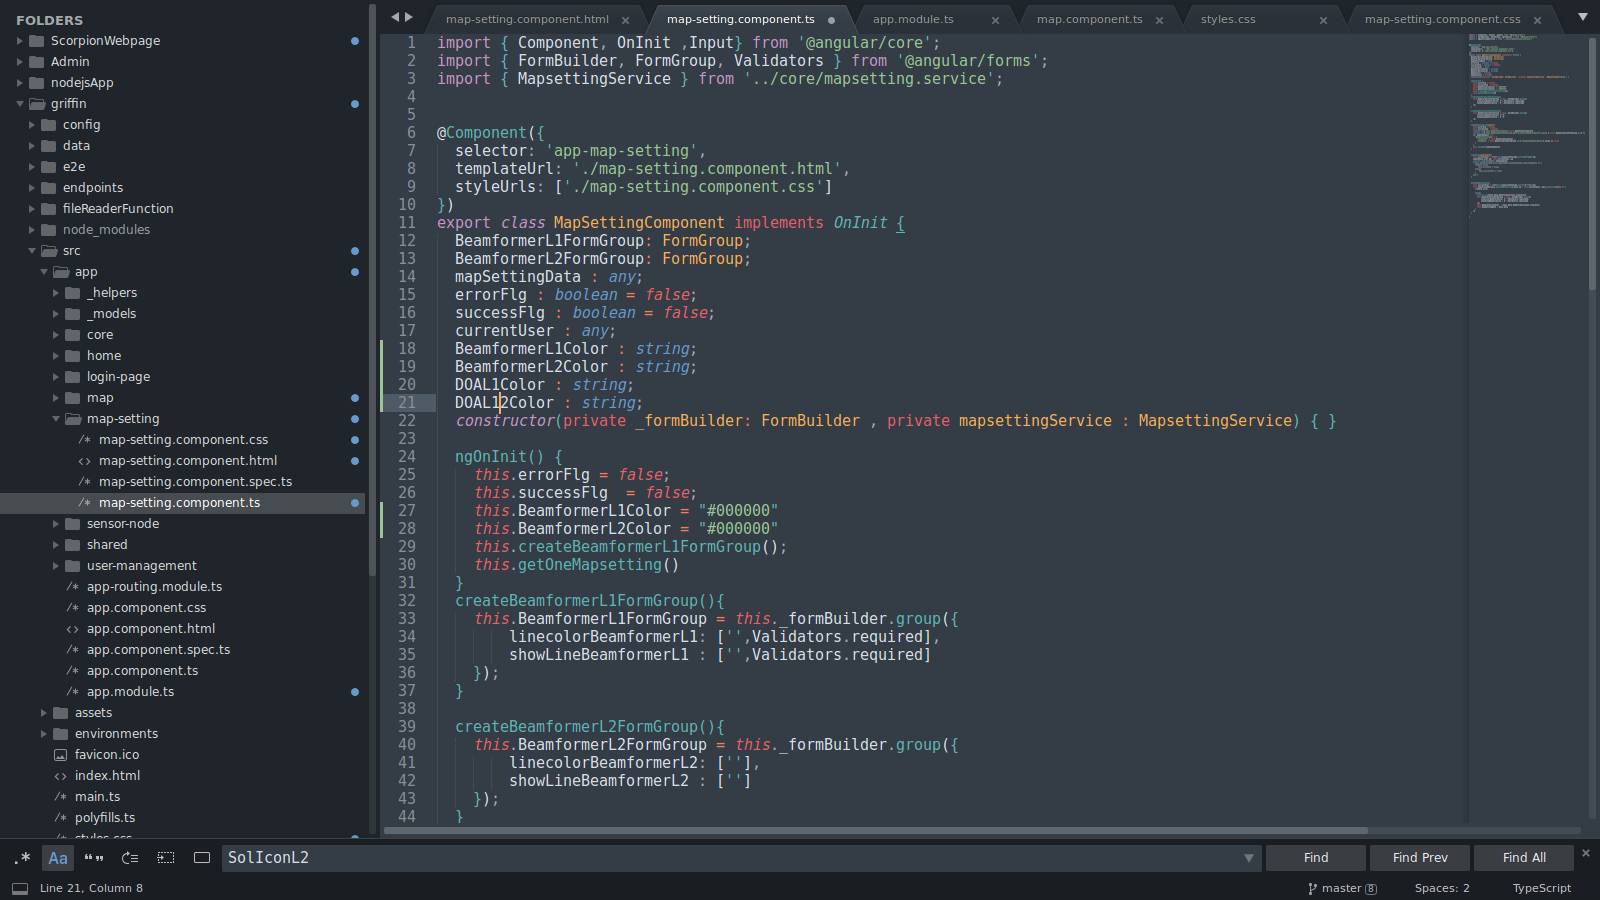 FOLDERS
ScorpionWebpage
Admin
nodejsApp
griffin
config
data
e2e
endpoints
fileReaderFunction
node_modules
src
app
_helpers
_models
core
home
login-page
map
map-setting
/* map-setting.component.css
<> map-setting.component.html
/* map-setting.component.spec.ts
/* map-setting.component.ts
sensor-node
shared
user-management
/* app-routing.module.ts
/* app.component.css
<> app.component.html
/* app.component.spec.ts
/* app.component.ts
/* app.module.ts
assets
environments
favicon.ico
<> index.html
/* main.ts
/* polyfills.ts
/* styles.css
map-setting.component.html × map-setting.component.ts app.module.ts × map.component.ts × styles.css × map-setting.component.css ×
1 import { Component, OnInit ,Input} from '@angular/core';
2 import { FormBuilder, FormGroup, Validators } from '@angular/forms';
3 import { MapsettingService } from '../core/mapsetting.service';
4
5
6 @Component({
7 selector: 'app-map-setting',
8 templateUrl: './map-setting.component.html',
9 styleUrls: ['./map-setting.component.css']
10 })
11 export class MapSettingComponent implements OnInit {
12 BeamformerL1FormGroup: FormGroup;
13 BeamformerL2FormGroup: FormGroup;
14 mapSettingData : any;
15 errorFlg : boolean = false;
16 successFlg : boolean = false;
17 currentUser : any;
18 BeamformerL1Color : string;
19 BeamformerL2Color : string;
20 DOAL1Color : string;
21 DOAL12Color : string;
22 constructor(private _formBuilder: FormBuilder , private mapsettingService : MapsettingService) { }
23
24 ngOnInit() {
25 this.errorFlg = false;
26 this.successFlg  = false;
27 this.BeamformerL1Color = "#000000"
28 this.BeamformerL2Color = "#000000"
29 this.createBeamformerL1FormGroup();
30 this.getOneMapsetting()
31 }
32 createBeamformerL1FormGroup(){
33 this.BeamformerL1FormGroup = this._formBuilder.group({
34 linecolorBeamformerL1: ['',Validators.required],
35 showLineBeamformerL1 : ['',Validators.required]
36 });
37 }
38
39 createBeamformerL2FormGroup(){
40 this.BeamformerL2FormGroup = this._formBuilder.group({
41 linecolorBeamformerL2: [''],
42 showLineBeamformerL2 : ['']
43 });
44 }
.* Aa “” SolIconL2 Find Find Prev Find All ×
Line 21, Column 8 master 8 Spaces: 2 TypeScript